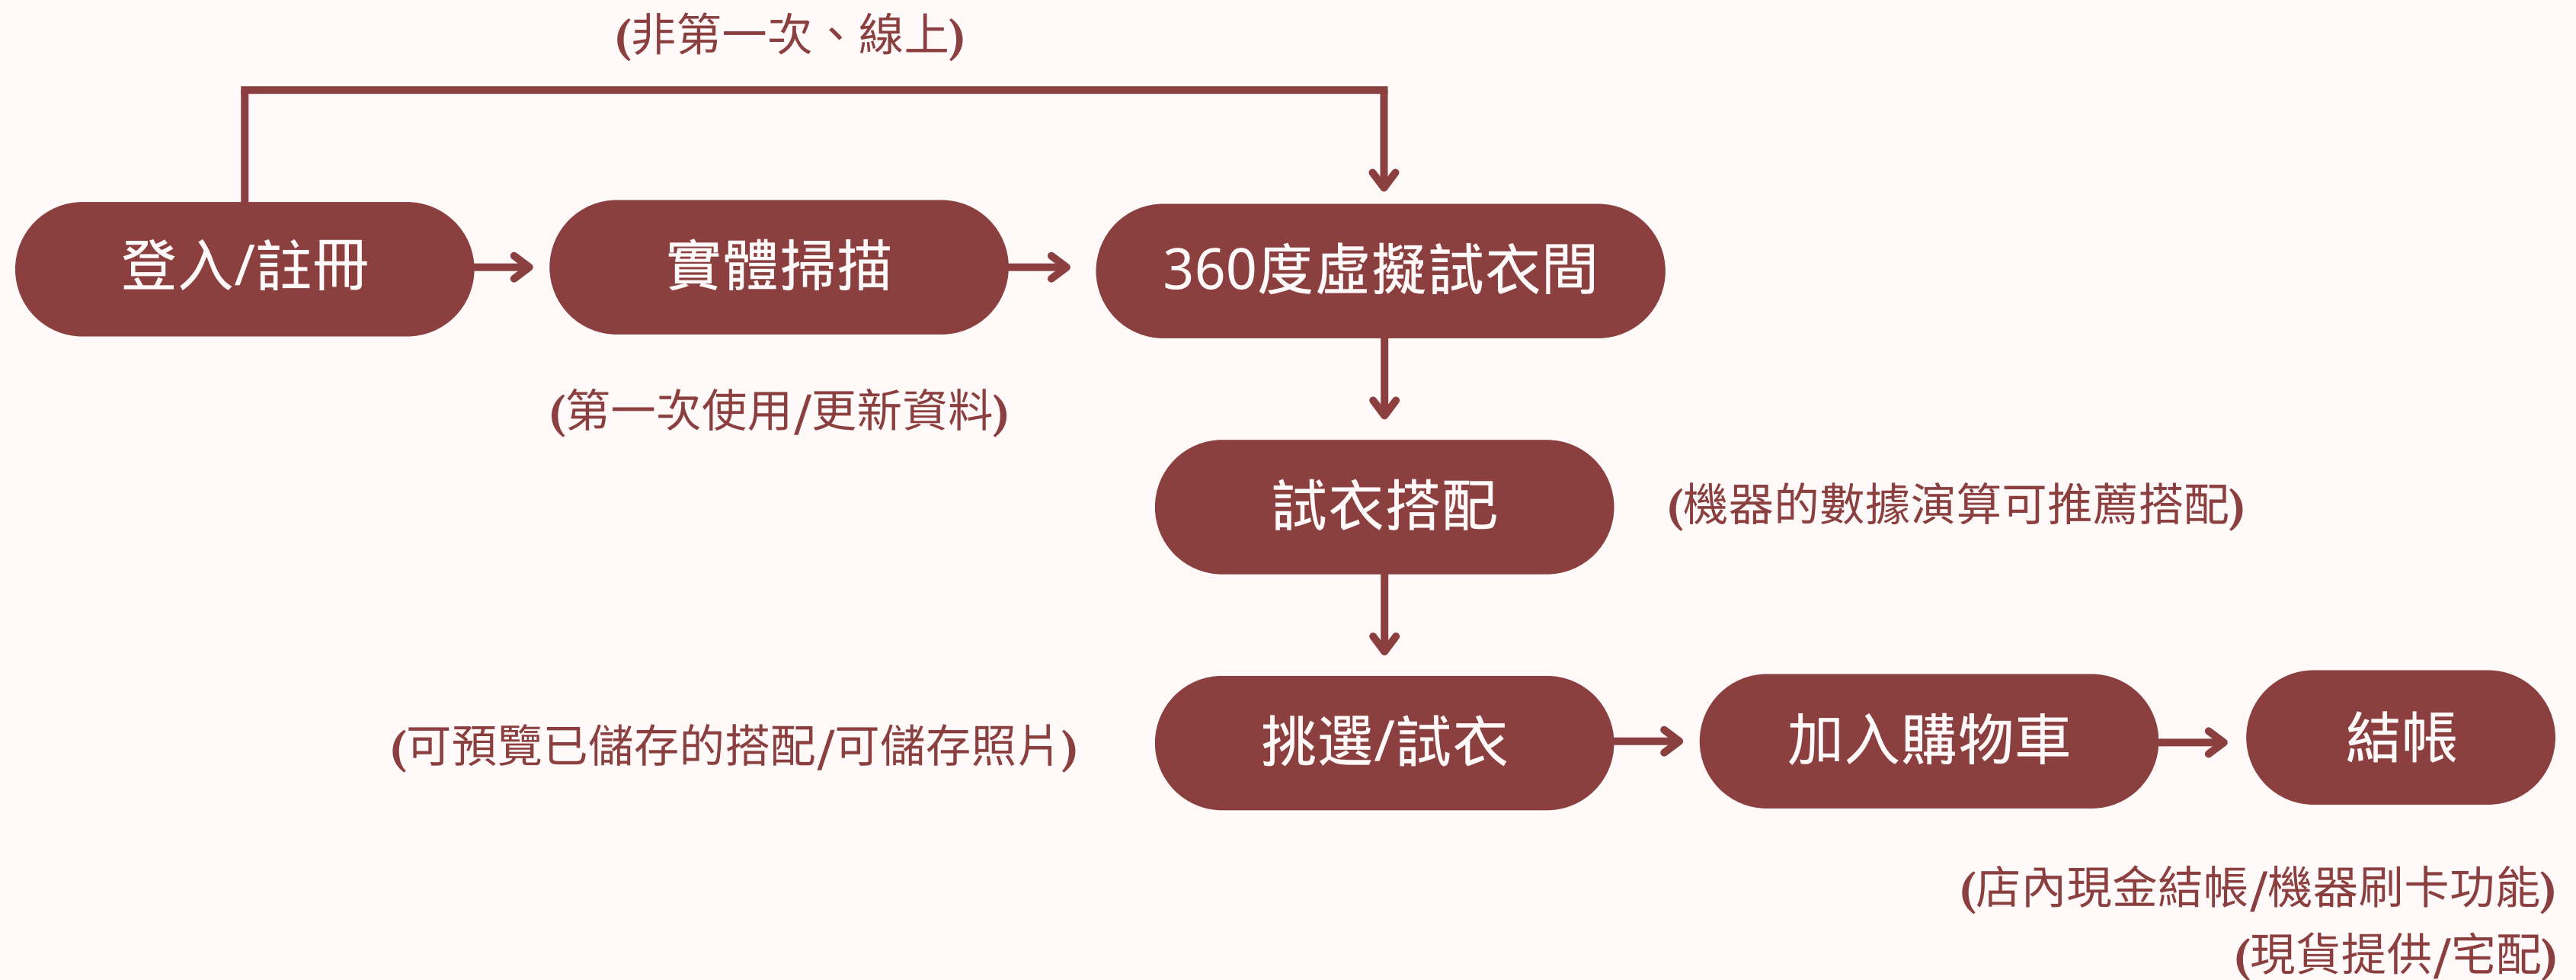 (非第一次、線上)
登入/註冊
實體掃描
360度虛擬試衣間
(第一次使用/更新資料)
試衣搭配
(機器的數據演算可推薦搭配)
(可預覽已儲存的搭配/可儲存照片)
挑選/試衣
加入購物車
結帳
(店內現金結帳/機器刷卡功能)
(現貨提供/宅配)